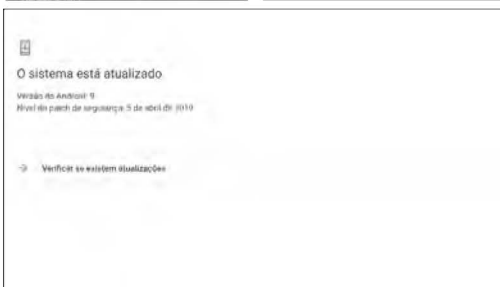 O sistema está atualizado
Versão do Android: 9
Nível do patch de segurança: 5 de abril de 2019
Verificar se existem atualizações